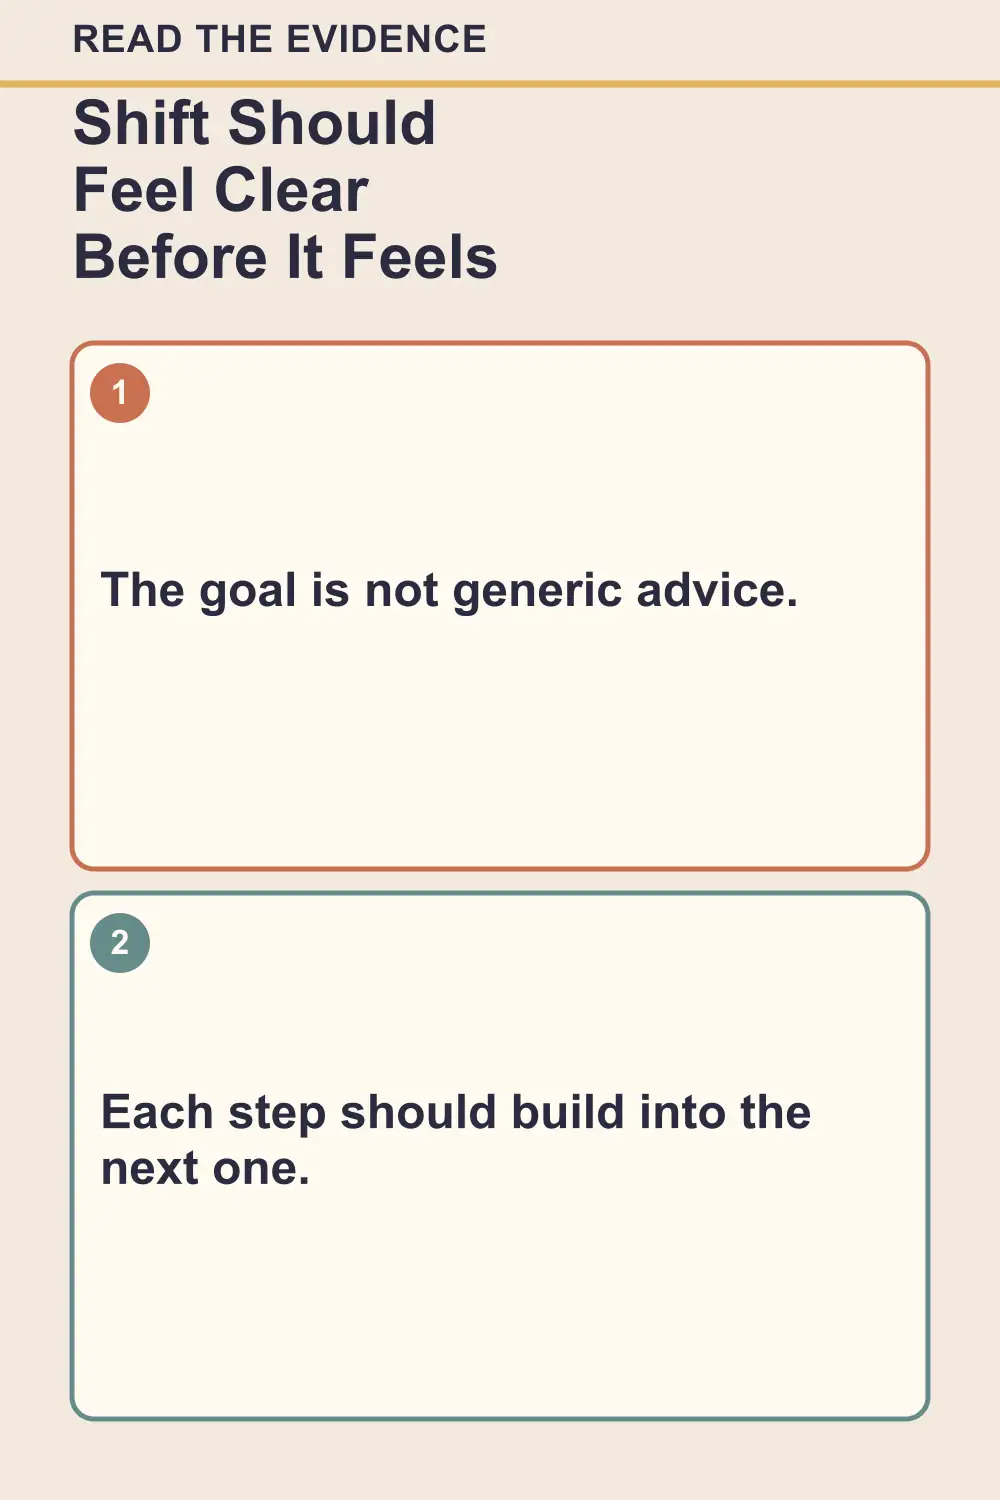 READ THE EVIDENCE
Shift Should
Feel Clear
Before It Feels
1
The goal is not generic advice.
2
Each step should build into the
next one.